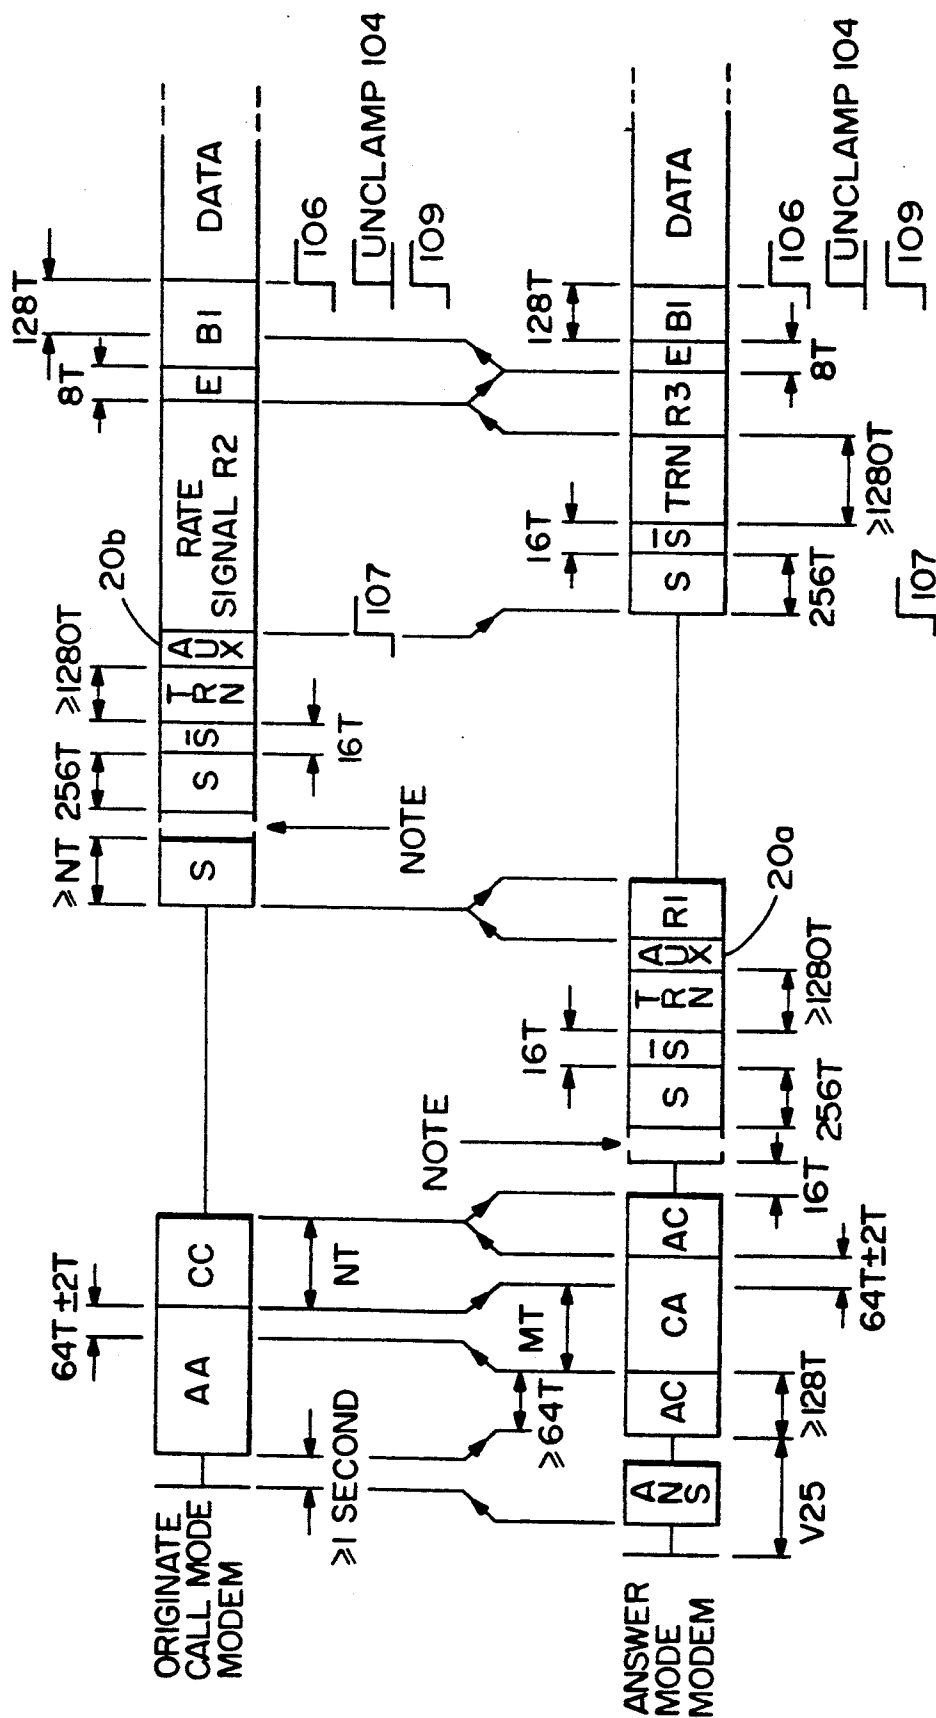 ORIGINATE
CALL MODE
MODEM
64T±2T
≥NT
256T
≥1280T
20b
8T
128T
AA
CC
S
S
S̅
TRN
AUX
RATE
SIGNAL R2
E
B1
DATA
≥1 SECOND
NT
NOTE
16T
107
106
UNCLAMP 104
109
MT
≥64T
NOTE
16T
16T
128T
ANSWER
MODE
MODEM
ANS
AC
CA
AC
S
S̅
TRN
AUX
R1
S
S̅
TRN
R3
E
B1
DATA
V25
≥128T
64T±2T
16T
256T
≥1280T
20a
256T
≥1280T
8T
107
106
UNCLAMP 104
109